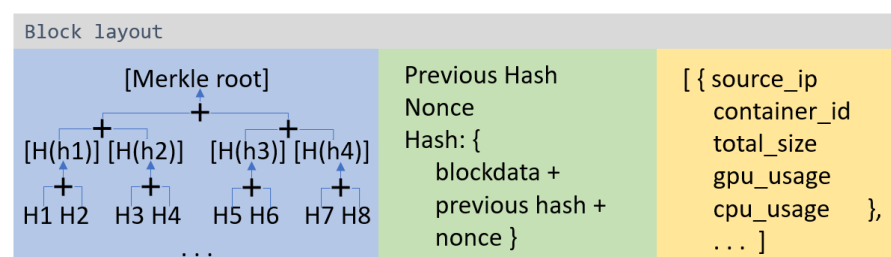 Block layout
[Merkle root]
+
+ +
[H(h1)] [H(h2)] [H(h3)] [H(h4)]
+ + + +
H1 H2 H3 H4 H5 H6 H7 H8
. . .
Previous Hash
Nonce
Hash: {
blockdata +
previous hash +
nonce }
[ { source_ip
container_id
total_size
gpu_usage
cpu_usage },
. . . ]